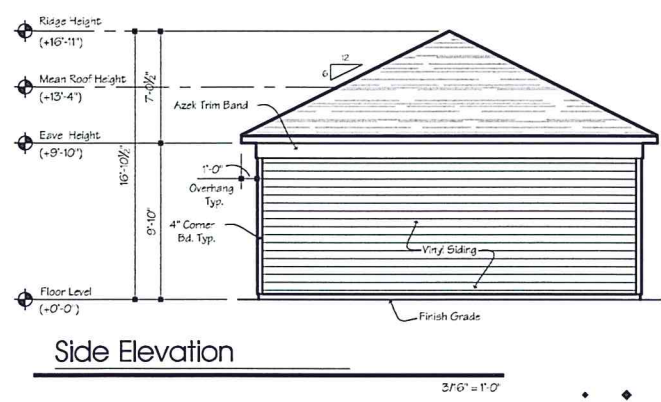 Ridge Height
(+16'-11")
Mean Roof Height
(+13'-4")
Eave Height
(+9'-10")
Floor Level
(+0'-0")
7'-0½"
16'-10½"
9'-10"
12
6
Azek Trim Band
1'-0"
Overhang
Typ.
4" Corner
Bd. Typ.
Vinyl Siding
Finish Grade
Side Elevation
3/16" = 1'-0"